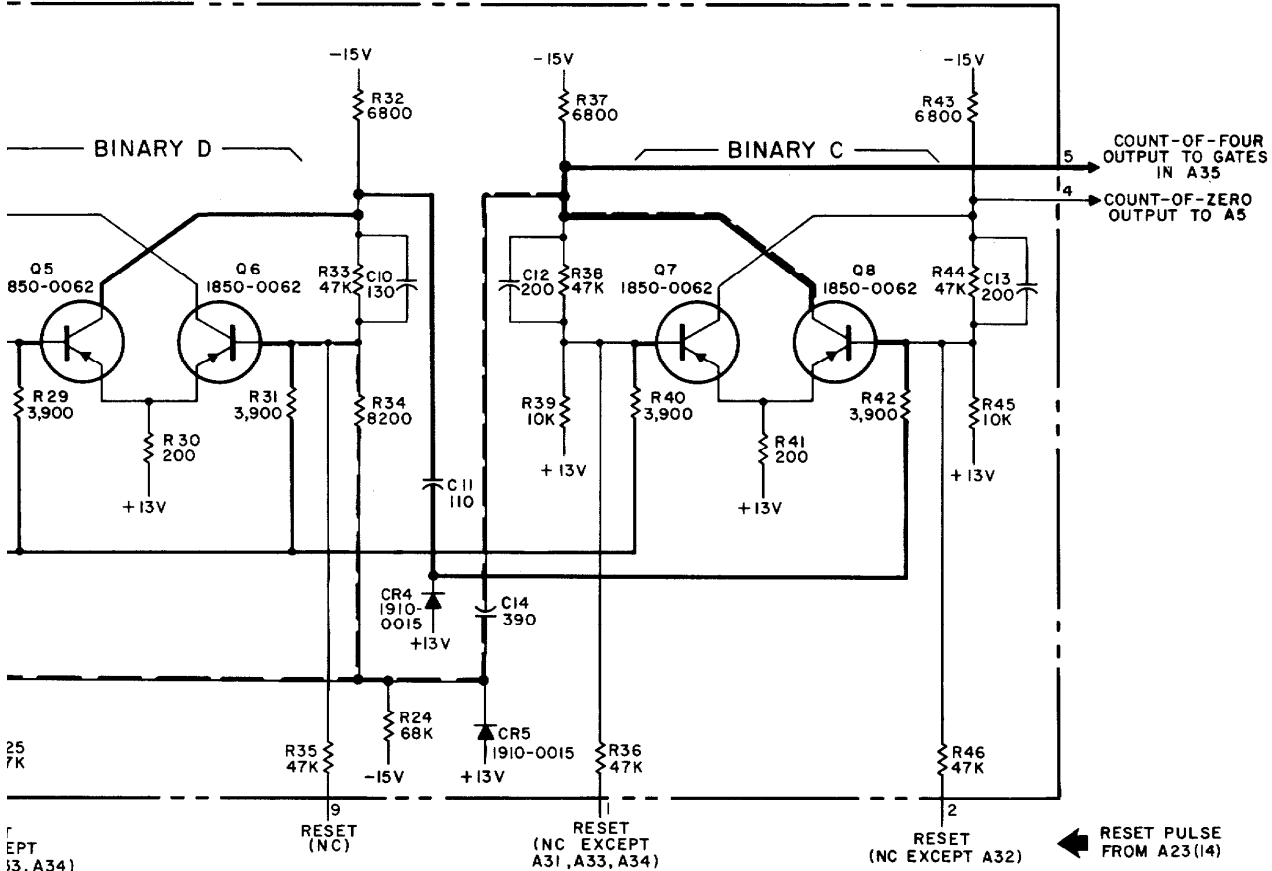 -15V
-15V
-15V
R32
6800
R37
6800
R43
6800
BINARY D
BINARY C
5
COUNT-OF-FOUR
OUTPUT TO GATES
IN A35
4
COUNT-OF-ZERO
OUTPUT TO A5
Q5
1850-0062
Q6
1850-0062
R33
47K
C10
130
C12
200
R38
47K
Q7
1850-0062
Q8
1850-0062
R44
47K
C13
200
R29
3,900
R31
3,900
R34
8200
R39
10K
R40
3,900
R42
3,900
R45
10K
R30
200
R41
200
+13V
+13V
+13V
+13V
C11
110
CR4
1910-
0015
+13V
C14
390
R24
68K
-15V
CR5
1910-0015
+13V
25
7K
R35
47K
R36
47K
R46
47K
9
RESET
(NC)
1
RESET
(NC EXCEPT
A31, A33, A34)
2
RESET
(NC EXCEPT A32)
RESET PULSE
FROM A23(14)
T
EPT
33, A34)